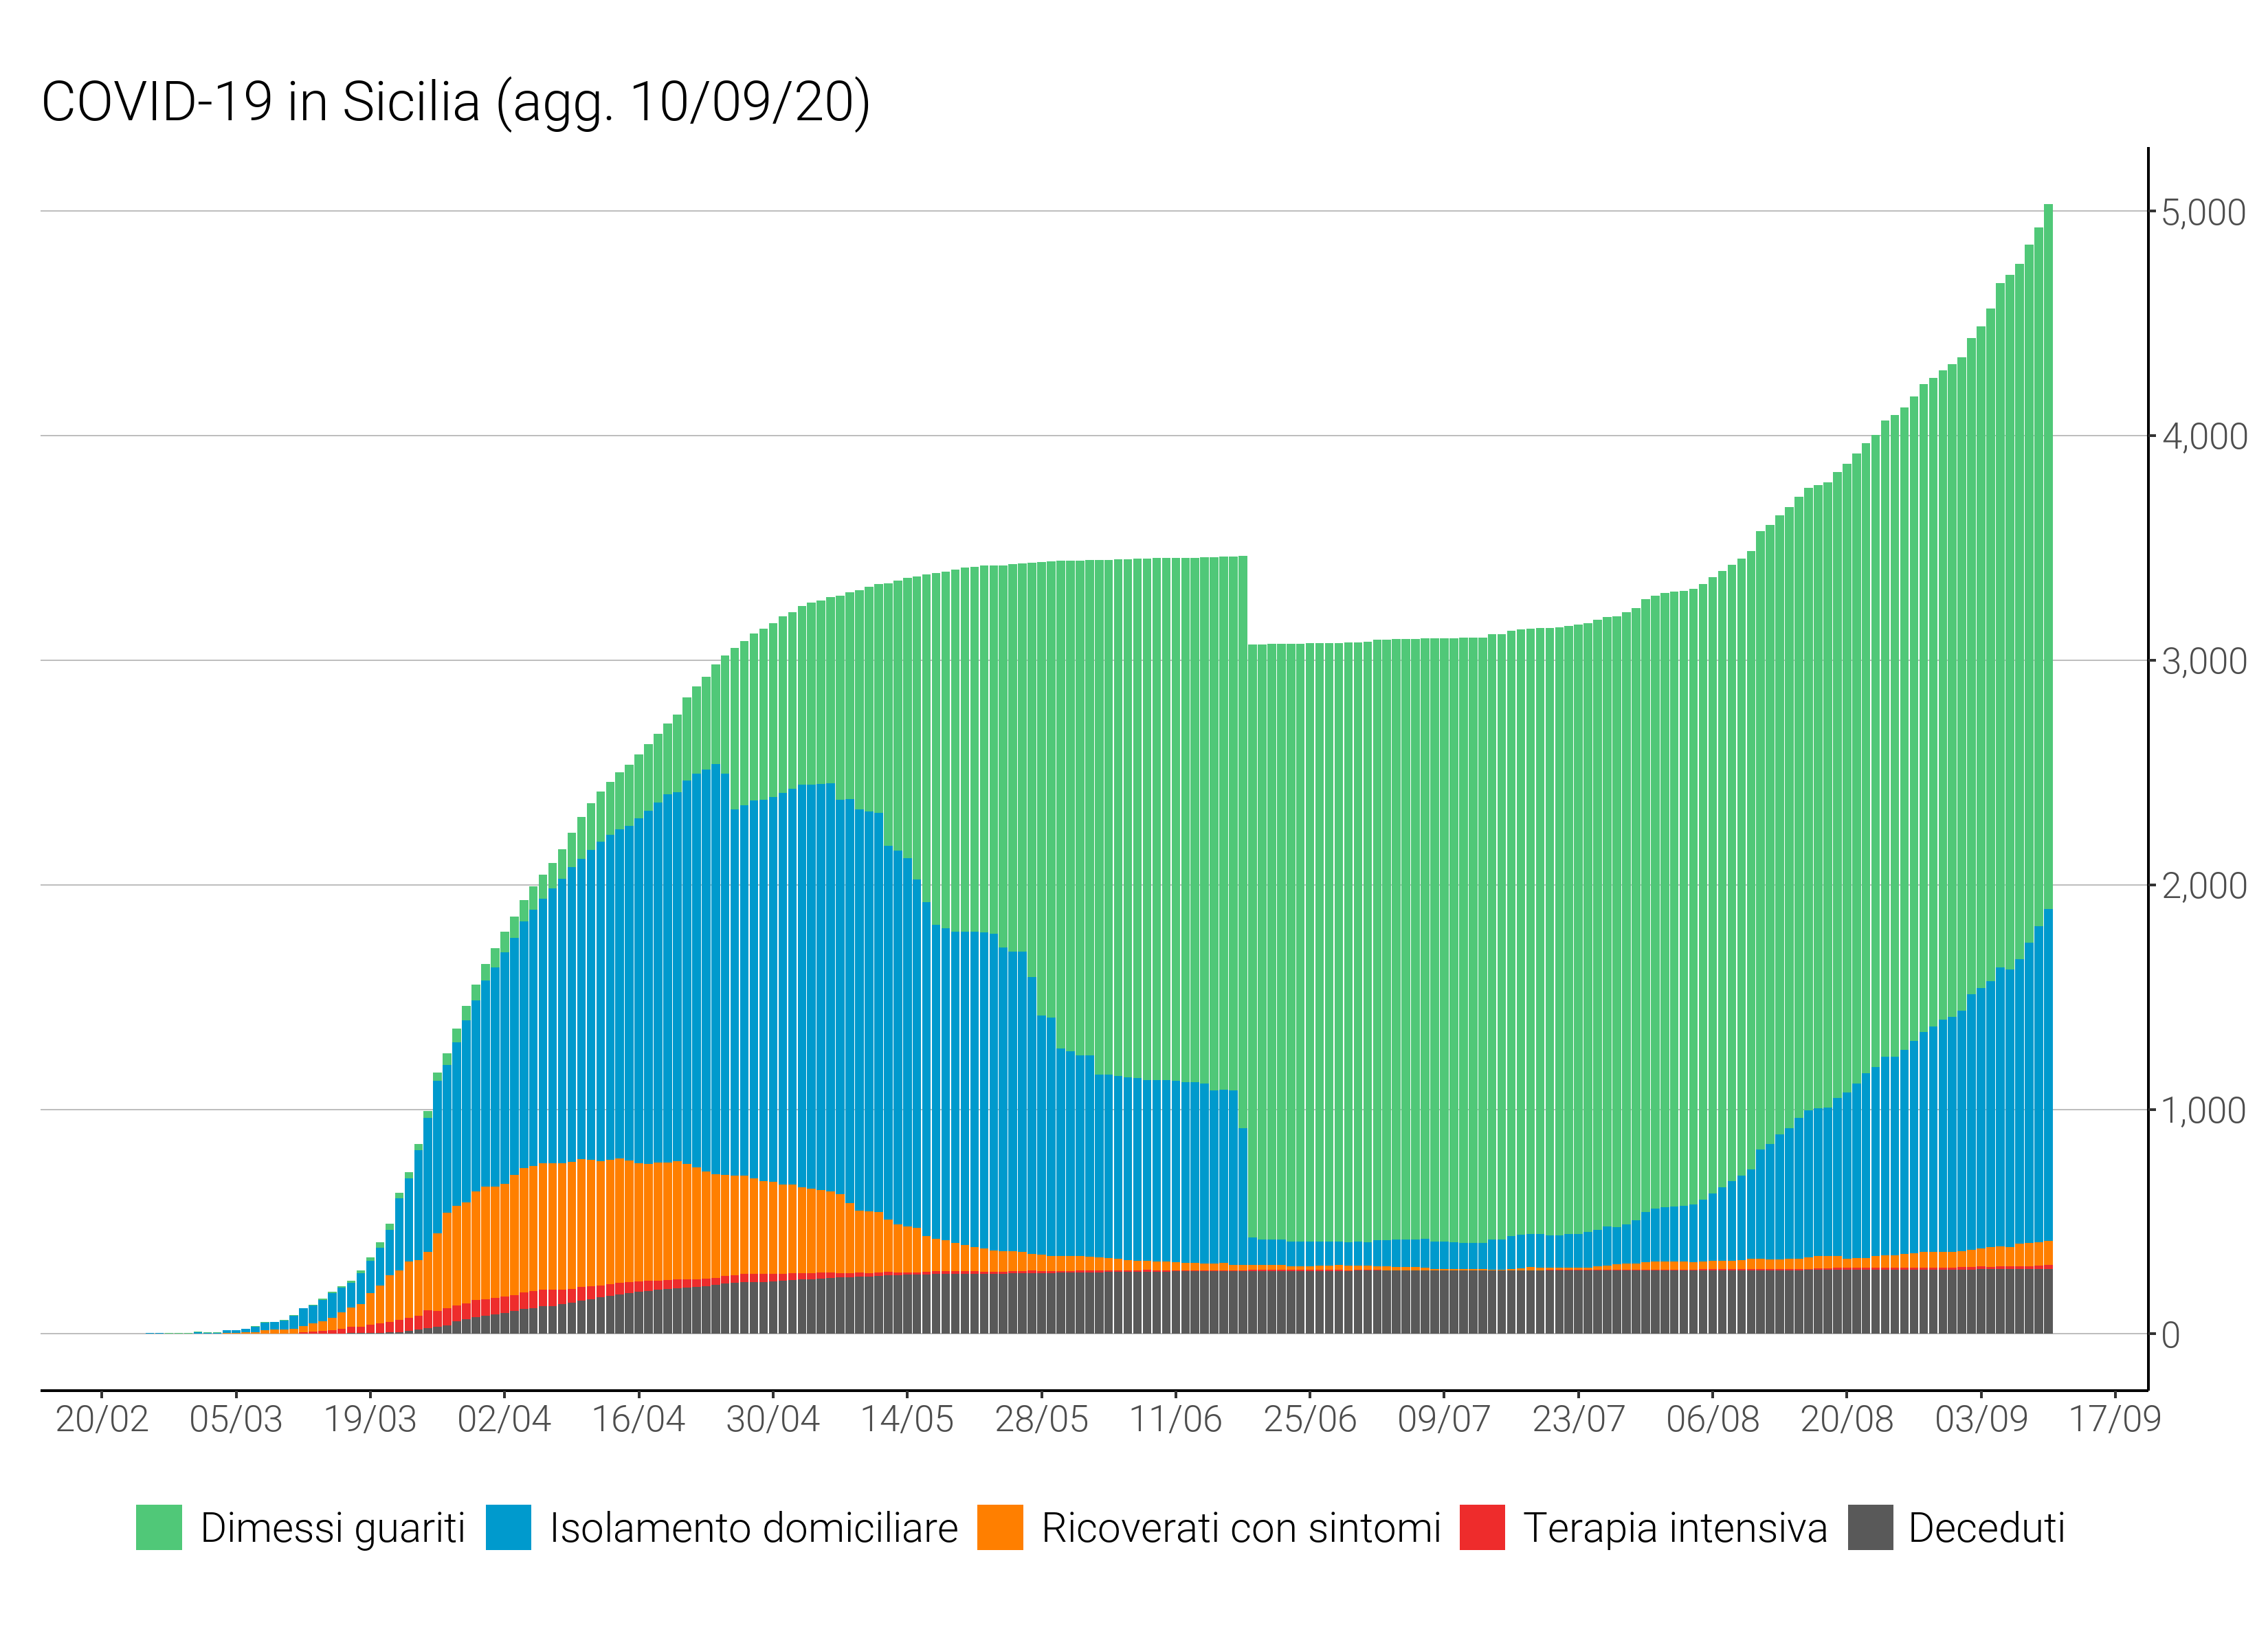 COVID-19 in Sicilia (agg. 10/09/20)
5,000
4,000
3,000
2,000
1,000
0
20/02 05/03 19/03 02/04 16/04 30/04 14/05 28/05 11/06 25/06 09/07 23/07 06/08 20/08 03/09 17/09
Dimessi guariti Isolamento domiciliare Ricoverati con sintomi Terapia intensiva Deceduti